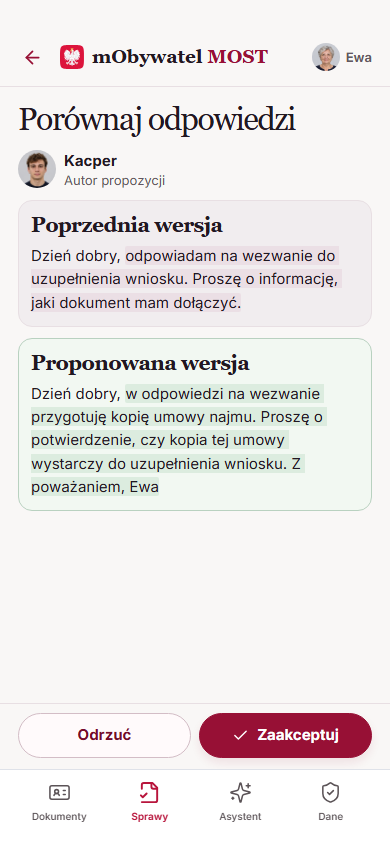 mObywatel MOST
Ewa
Porównaj odpowiedzi
Kacper
Autor propozycji
Poprzednia wersja
Dzień dobry, odpowiadam na wezwanie do
uzupełnienia wniosku. Proszę o informację,
jaki dokument mam dołączyć.
Proponowana wersja
Dzień dobry, w odpowiedzi na wezwanie
przygotuję kopię umowy najmu. Proszę o
potwierdzenie, czy kopia tej umowy
wystarczy do uzupełnienia wniosku. Z
poważaniem, Ewa
Odrzuć
Zaakceptuj
Dokumenty
Sprawy
Asystent
Dane